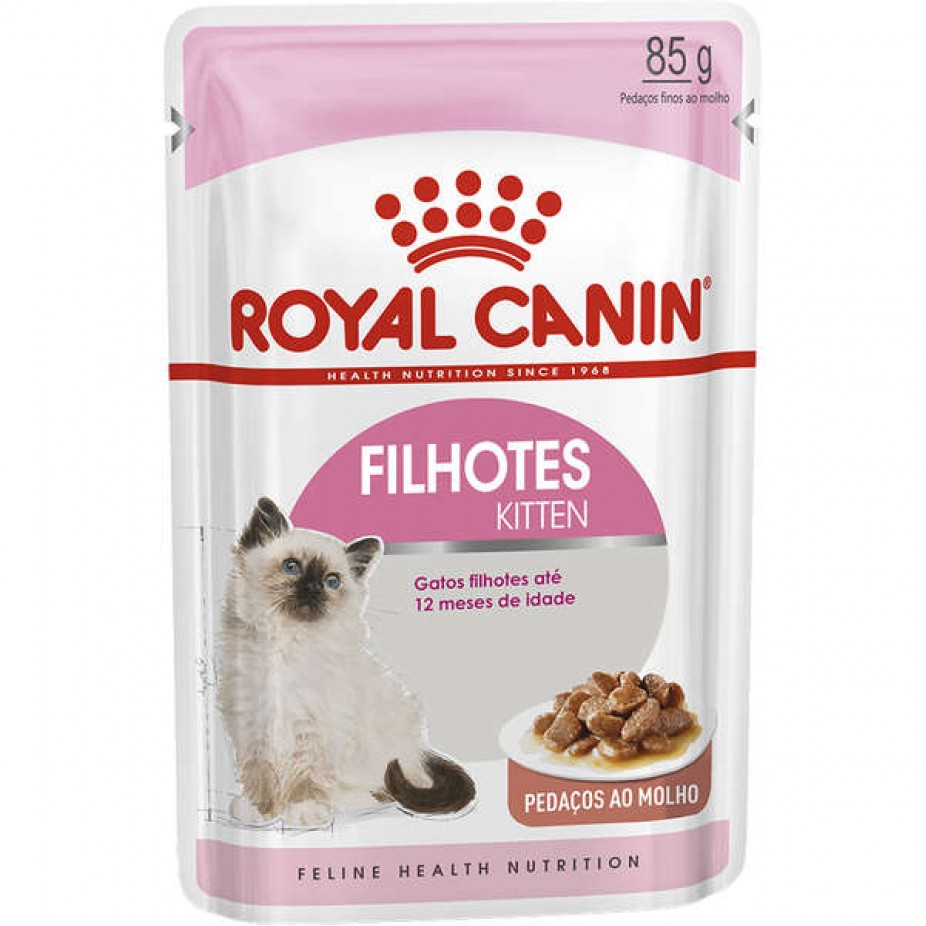 85 g
Pedaços finos ao molho
ROYAL CANIN®
HEALTH NUTRITION SINCE 1968
FILHOTES
KITTEN
Gatos filhotes até
12 meses de idade
PEDAÇOS AO MOLHO
FELINE HEALTH NUTRITION